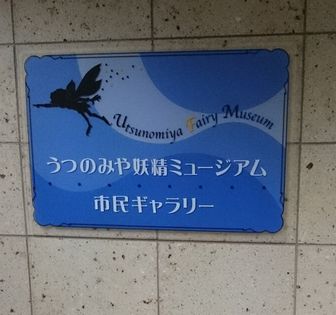 Utsunomiya Fairy Museum
うつのみや妖精ミュージアム
市民ギャラリー